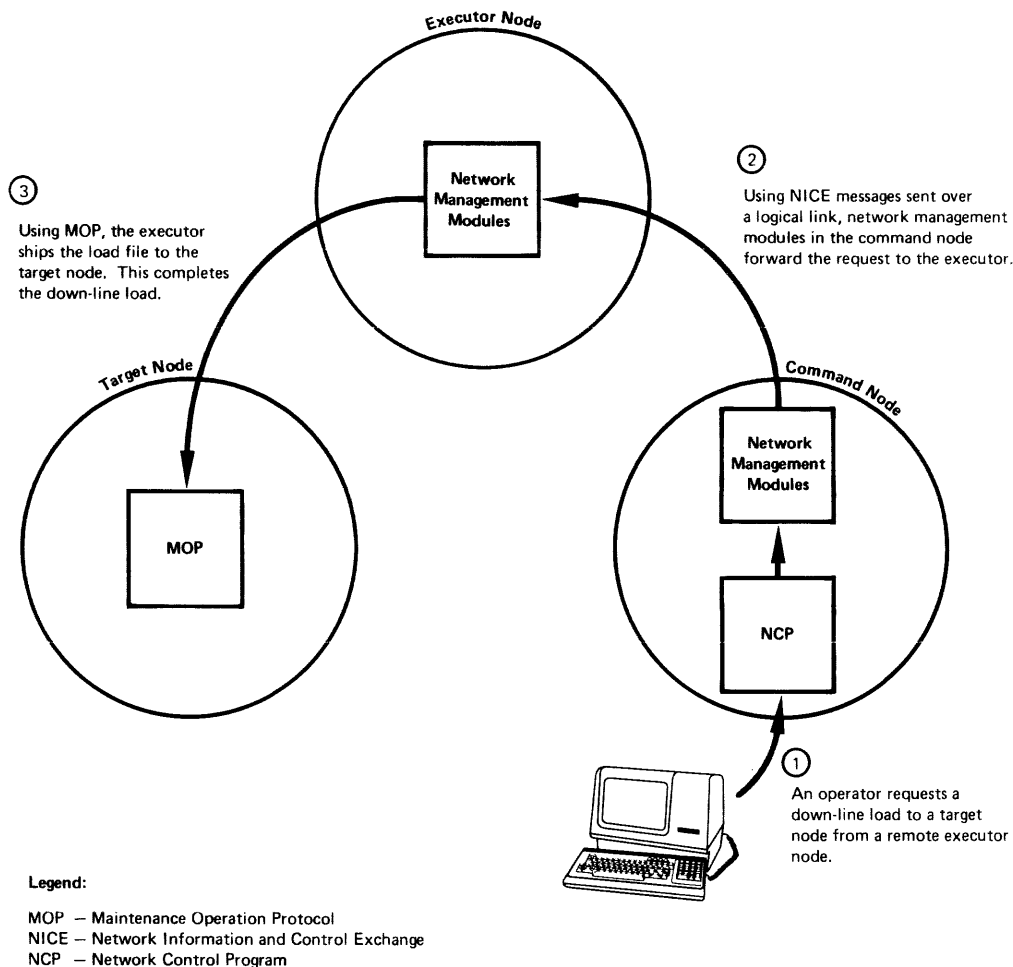 Executor Node
Network
Management
Modules
2
Using NICE messages sent over
a logical link, network management
modules in the command node
forward the request to the executor.
3
Using MOP, the executor
ships the load file to the
target node. This completes
the down-line load.
Target Node
MOP
Command Node
Network
Management
Modules
NCP
1
An operator requests a
down-line load to a target
node from a remote executor
node.
Legend:
MOP – Maintenance Operation Protocol
NICE – Network Information and Control Exchange
NCP – Network Control Program